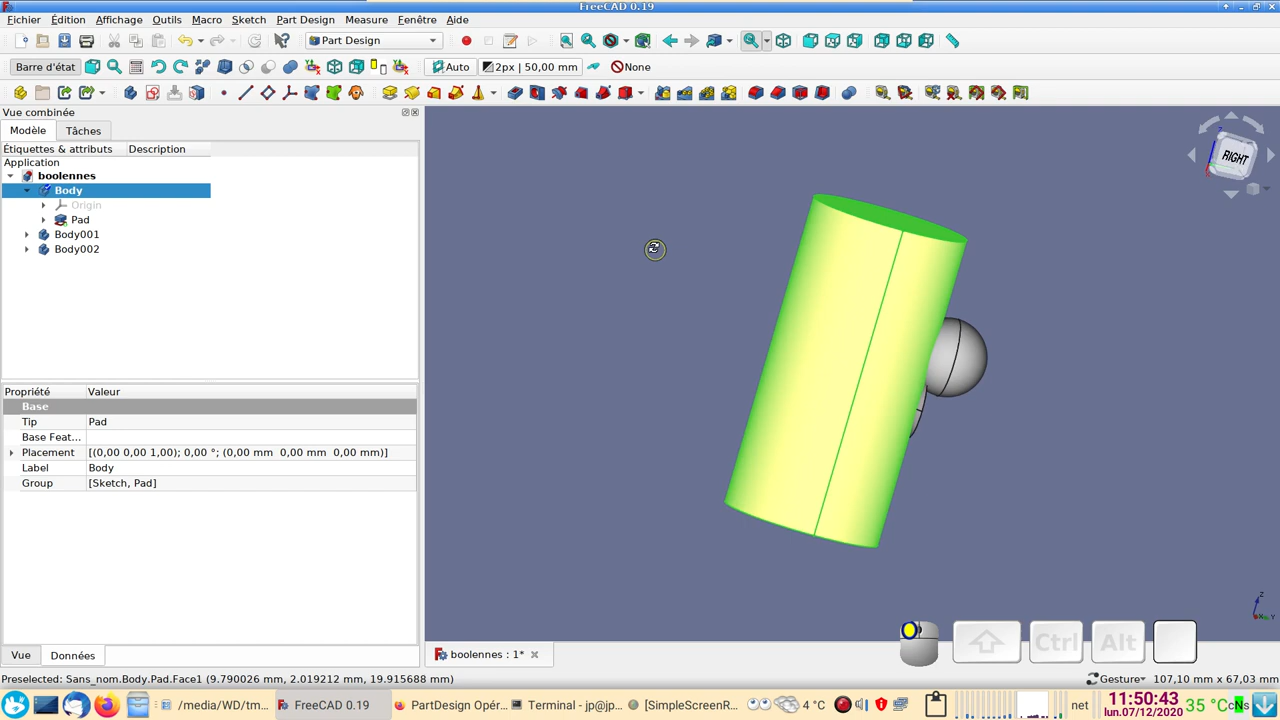 FreeCAD 0.19
Fichier Édition Affichage Outils Macro Sketch Part Design Measure Fenêtre Aide
Part Design
Barre d'état Auto 2px | 50,00 mm None
Vue combinée
Modèle Tâches
Étiquettes & attributs Description
Application
boolennes
Body
Origin
Pad
Body001
Body002
RIGHT
Propriété Valeur
Base
Tip Pad
Base Feat...
Placement [(0,00 0,00 1,00); 0,00 °; (0,00 mm 0,00 mm 0,00 mm)]
Label Body
Group [Sketch, Pad]
Z
Ctrl Alt
Vue Données
boolennes : 1*
Preselected: Sans_nom.Body.Pad.Face1 (9.790026 mm, 2.019212 mm, 19.915688 mm)
Gesture 107,10 mm x 67,03 mm
/media/WD/tm... FreeCAD 0.19 PartDesign Opér... Terminal jp@jp... [SimpleScreenR... 4 °C net 11:50:43 35 °C
lun.07/12/2020